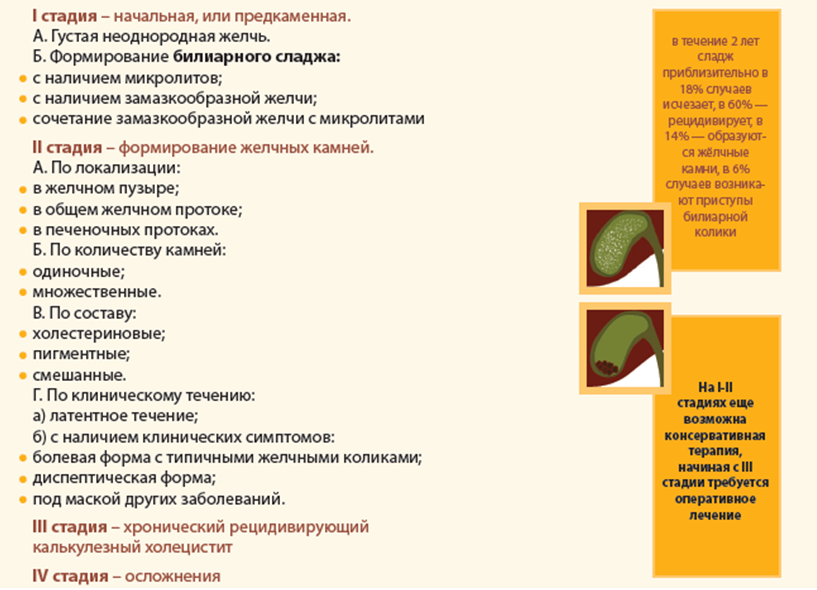 I стадия – начальная, или предкаменная.
А. Густая неоднородная желчь.
Б. Формирование билиарного сладжа:
● с наличием микролитов;
● с наличием замазкообразной желчи;
● сочетание замазкообразной желчи с микролитами
II стадия – формирование желчных камней.
А. По локализации:
● в желчном пузыре;
● в общем желчном протоке;
● в печеночных протоках.
Б. По количеству камней:
● одиночные;
● множественные.
В. По составу:
● холестериновые;
● пигментные;
● смешанные.
Г. По клиническому течению:
а) латентное течение;
б) с наличием клинических симптомов:
● болевая форма с типичными желчными коликами;
● диспептическая форма;
● под маской других заболеваний.
III стадия – хронический рецидивирующий
калькулезный холецистит
IV стадия – осложнения
в течение 2 лет
сладж
приблизительно в
18% случаев
исчезает, в 60% —
рецидивирует, в
14% — образуют-
ся жёлчные
камни, в 6%
случаев возника-
ют приступы
билиарной
колики
На I-II
стадиях еще
возможна
консервативная
терапия,
начиная с III
стадии требуется
оперативное
лечение